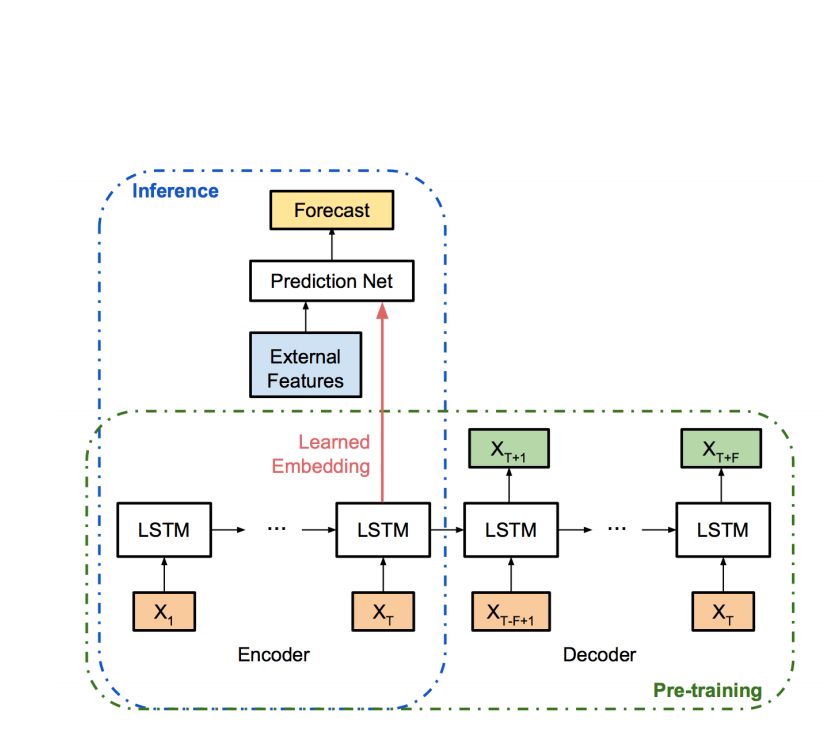 Inference
Forecast
Prediction Net
External
Features
Learned
Embedding
X_{T+1}
X_{T+F}
LSTM
...
LSTM
LSTM
...
LSTM
X_1
X_T
X_{T-F+1}
X_T
Encoder
Decoder
Pre-training